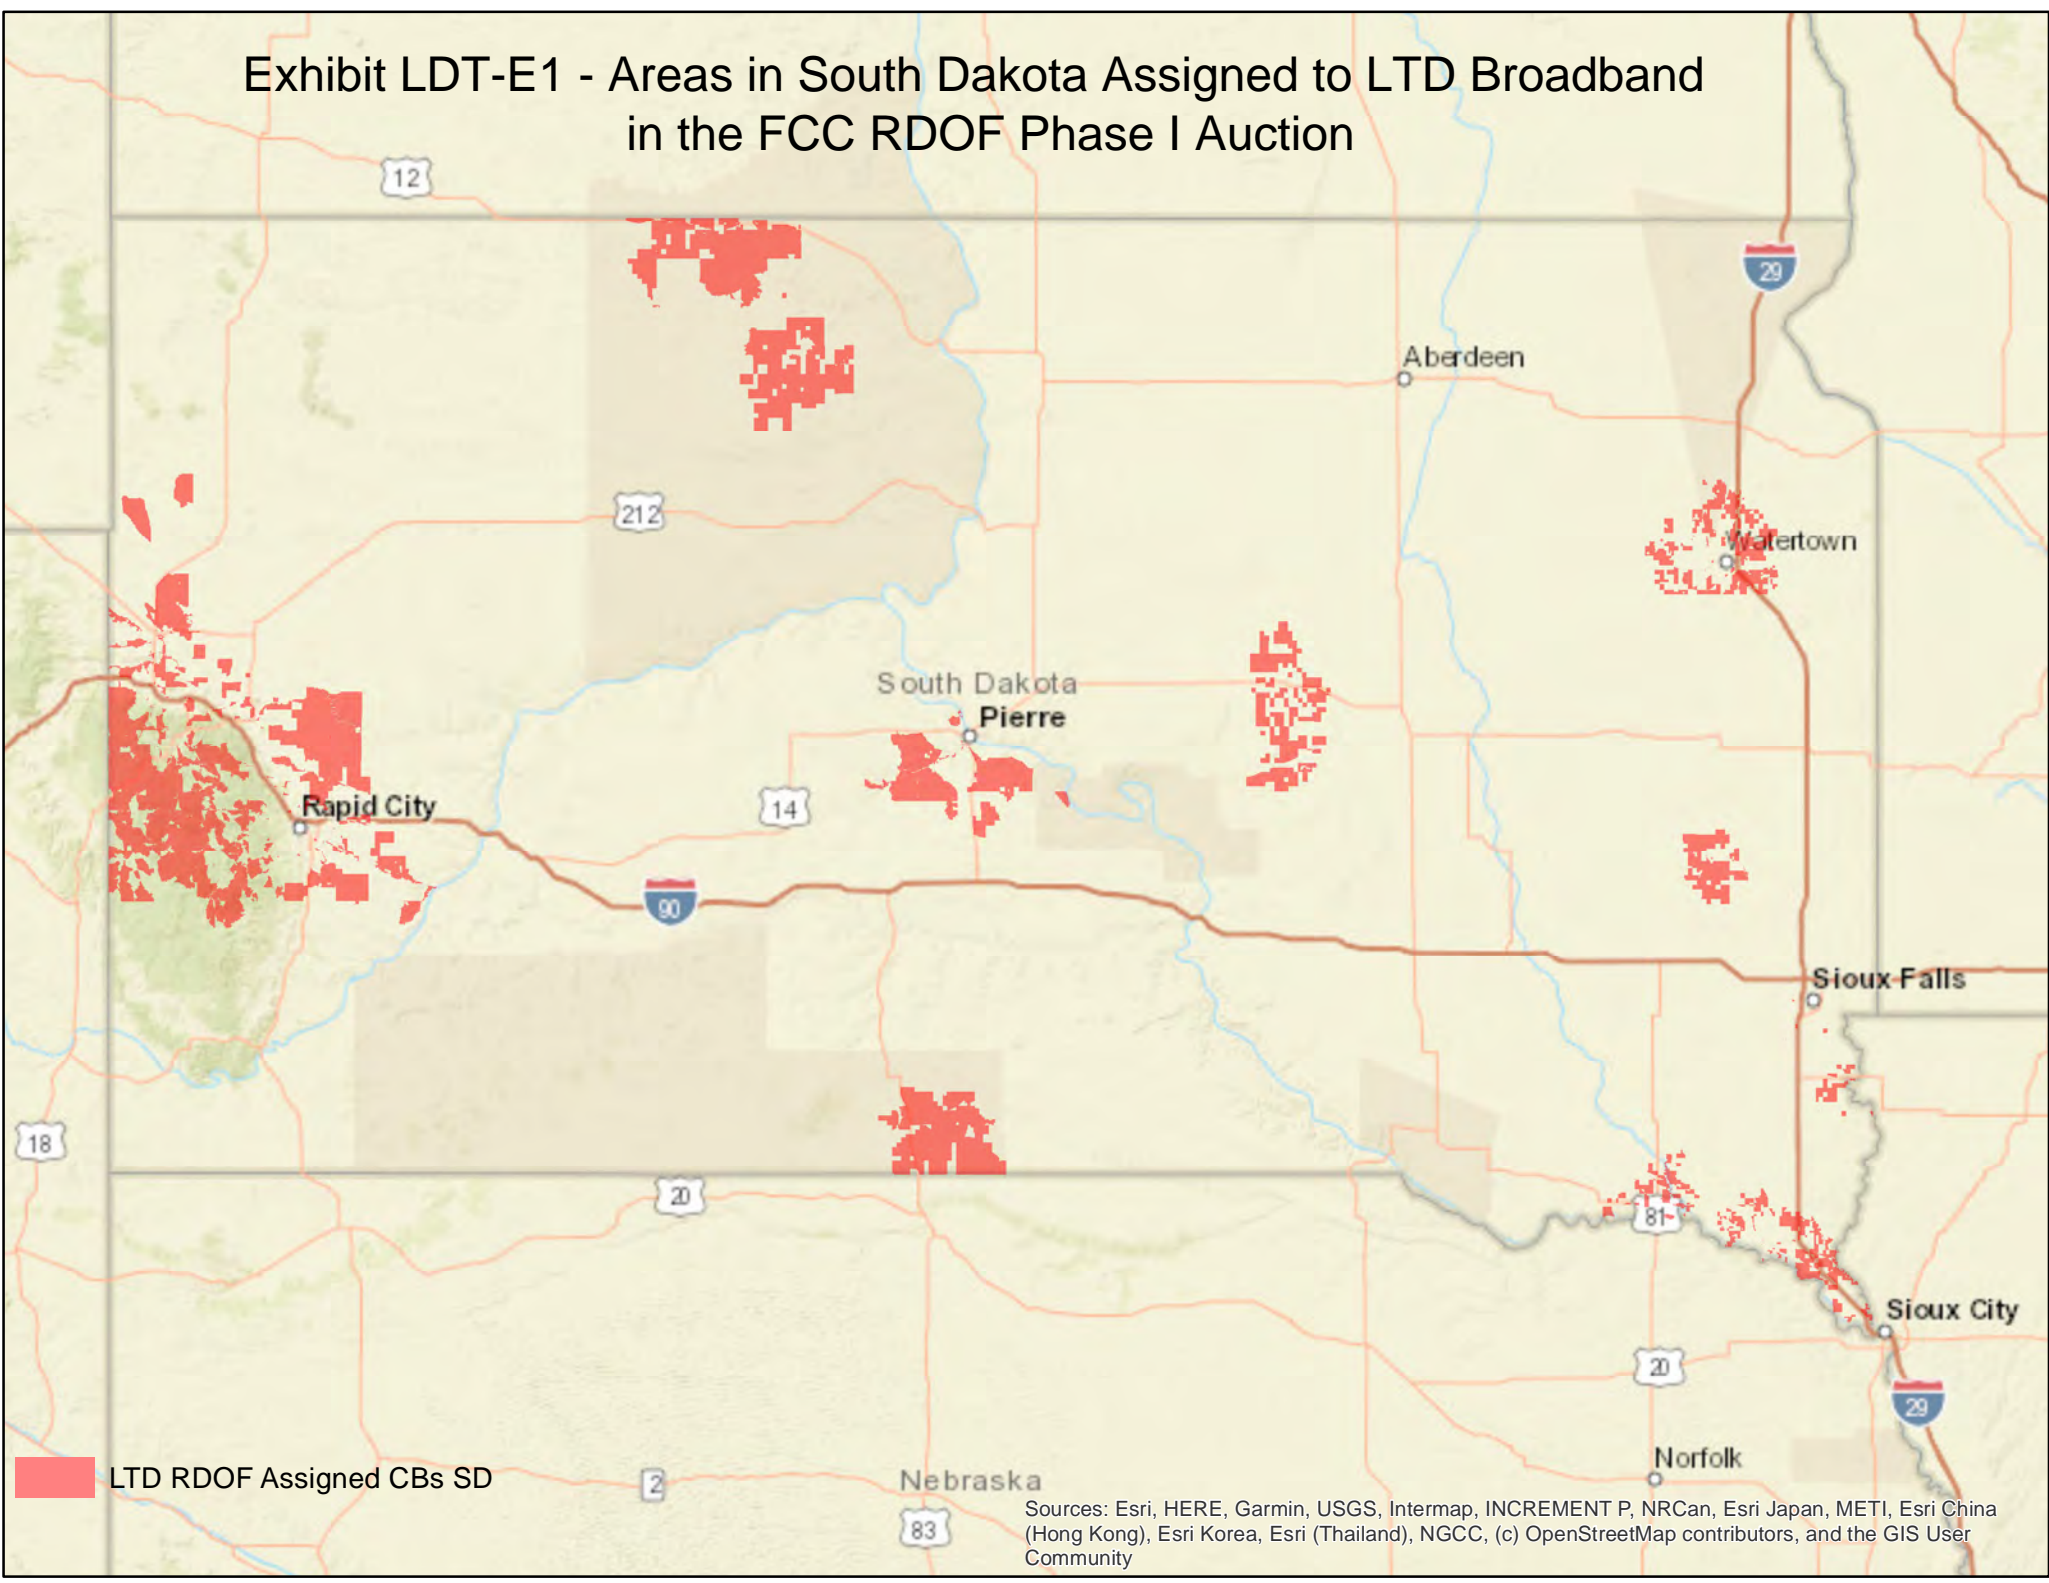 Exhibit LDT-E1 - Areas in South Dakota Assigned to LTD Broadband
in the FCC RDOF Phase I Auction
12
29
Aberdeen
212
Watertown
South Dakota
Pierre
Rapid City
14
90
Sioux Falls
18
20
81
Sioux City
20
29
Norfolk
LTD RDOF Assigned CBs SD
2
Nebraska
83
Sources: Esri, HERE, Garmin, USGS, Intermap, INCREMENT P, NRCan, Esri Japan, METI, Esri China
(Hong Kong), Esri Korea, Esri (Thailand), NGCC, (c) OpenStreetMap contributors, and the GIS User
Community